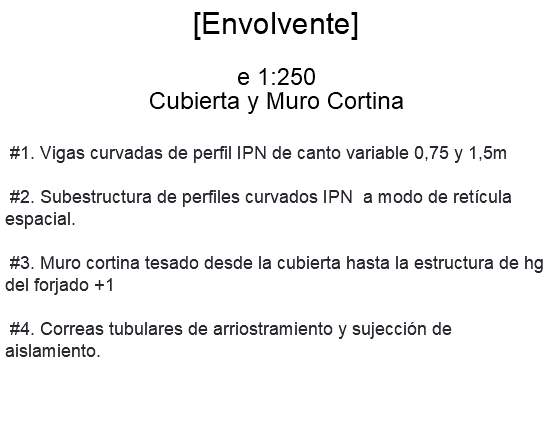 [Envolvente]
e 1:250
Cubierta y Muro Cortina
#1. Vigas curvadas de perfil IPN de canto variable 0,75 y 1,5m
#2. Subestructura de perfiles curvados IPN  a modo de retícula
espacial.
#3. Muro cortina tesado desde la cubierta hasta la estructura de hg
del forjado +1
#4. Correas tubulares de arriostramiento y sujección de
aislamiento.